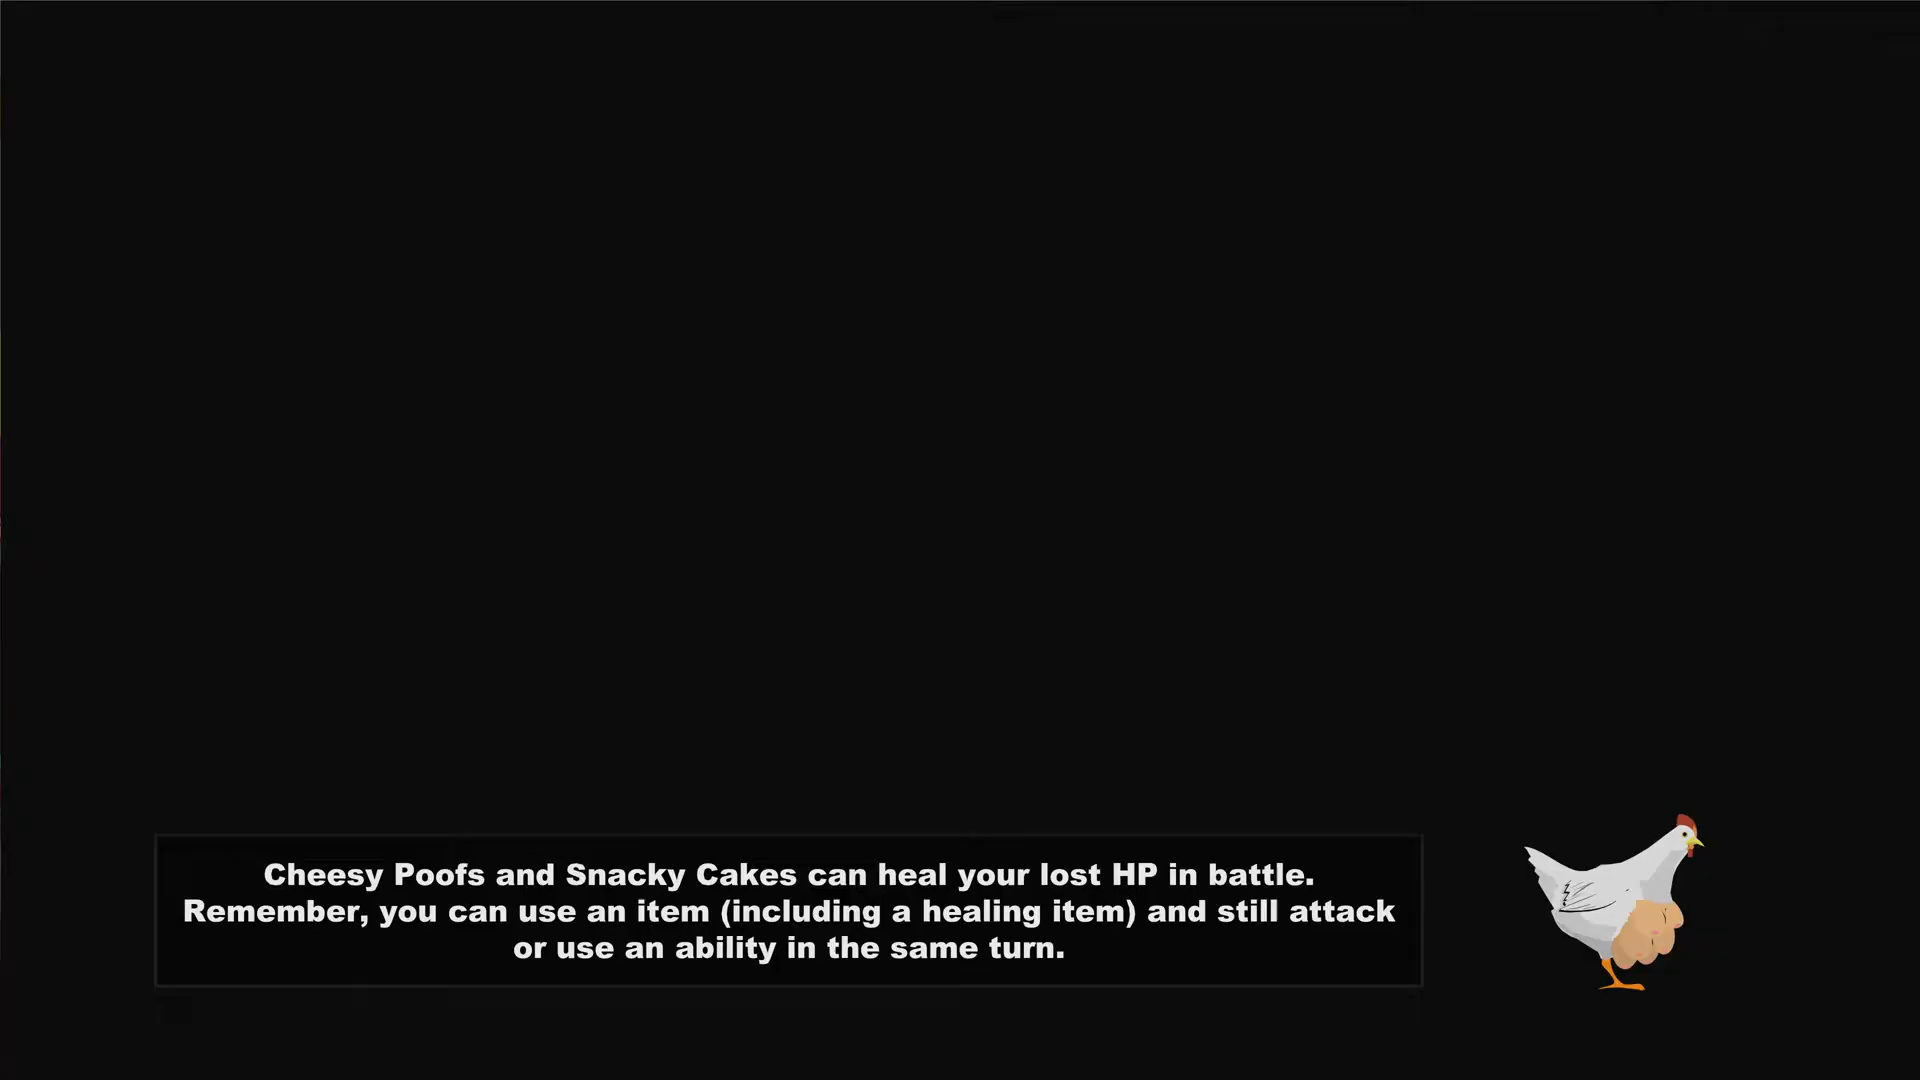 Cheesy Poofs and Snacky Cakes can heal your lost HP in battle.
Remember, you can use an item (including a healing item) and still attack
or use an ability in the same turn.